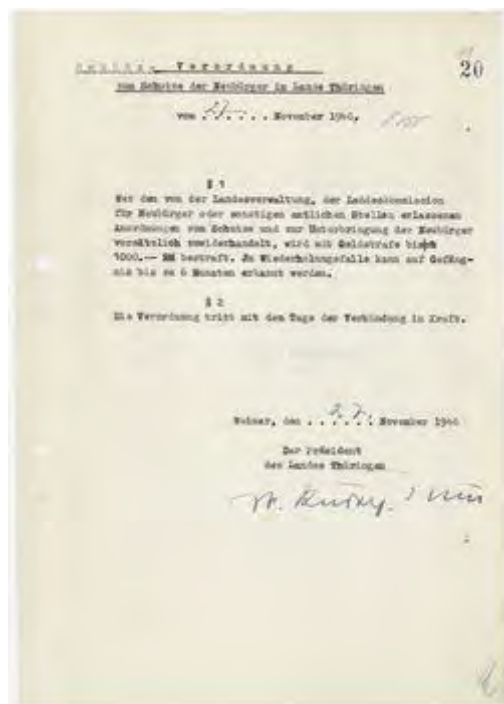 20
Verordnung
zum Schutze der Neubürger im Lande Thüringen
vom 27. November 1946.
§ 1
Wer den von der Landesverwaltung, der Landeskommission
für Neubürger oder sonstigen amtlichen Stellen erlassenen
Anordnungen zum Schutze und zur Unterbringung der Neubürger
vorsätzlich zuwiderhandelt, wird mit Geldstrafe bis
1000.-- RM bestraft. Im Wiederholungsfalle kann auf Gefäng-
nis bis zu 6 Monaten erkannt werden.
§ 2
Die Verordnung tritt mit dem Tage der Verkündung in Kraft.
Weimar, den 27. November 1946
Der Präsident
des Landes Thüringen